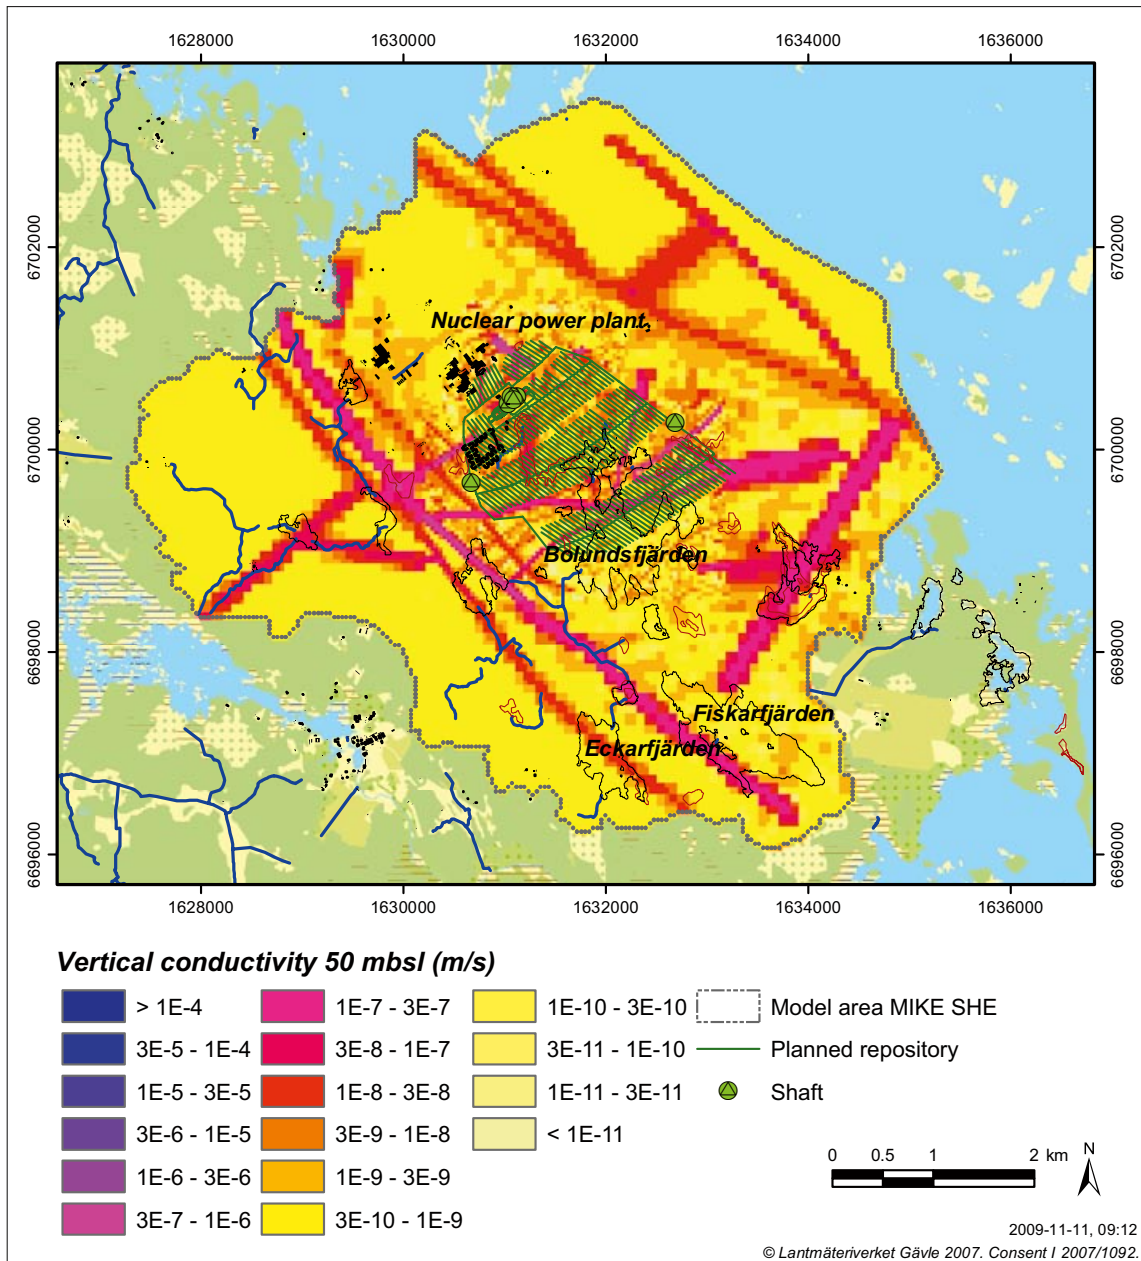 1628000 1630000 1632000 1634000 1636000
6702000 6702000
Nuclear power plant
6700000 6700000
Bolundsfjärden
6698000 6698000
Fiskarfjärden
Eckarfjärden
6696000 6696000
1628000 1630000 1632000 1634000 1636000
Vertical conductivity 50 mbsl (m/s)
> 1E-4 1E-7 - 3E-7 1E-10 - 3E-10 Model area MIKE SHE
3E-5 - 1E-4 3E-8 - 1E-7 3E-11 - 1E-10 Planned repository
1E-5 - 3E-5 1E-8 - 3E-8 1E-11 - 3E-11 Shaft
3E-6 - 1E-5 3E-9 - 1E-8 < 1E-11
1E-6 - 3E-6 1E-9 - 3E-9
3E-7 - 1E-6 3E-10 - 1E-9
0 0.5 1 2 km N
2009-11-11, 09:12
© Lantmäteriverket Gävle 2007. Consent I 2007/1092.